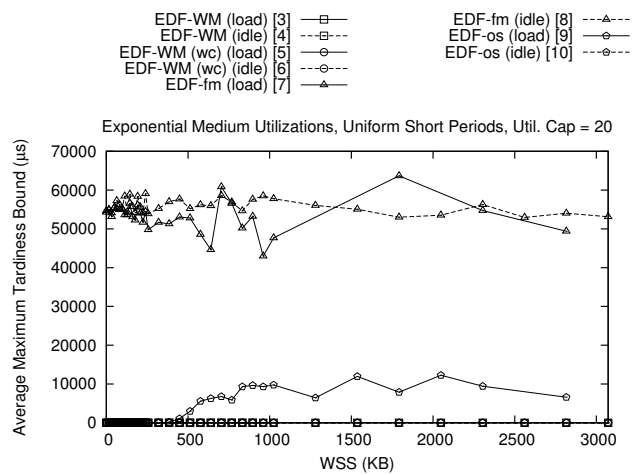 EDF-WM (load) [3]
EDF-WM (idle) [4]
EDF-WM (wc) (load) [5]
EDF-WM (wc) (idle) [6]
EDF-fm (load) [7]
EDF-fm (idle) [8]
EDF-os (load) [9]
EDF-os (idle) [10]
Exponential Medium Utilizations, Uniform Short Periods, Util. Cap = 20
Average Maximum Tardiness Bound (µs)
70000
60000
50000
40000
30000
20000
10000
0
0 500 1000 1500 2000 2500 3000
WSS (KB)